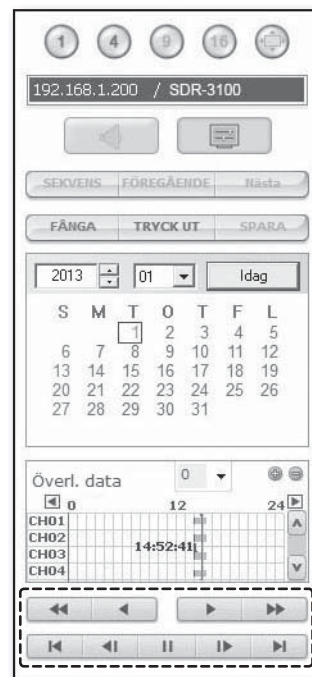 1 4 9 16
192.168.1.200 / SDR-3100
SEKVENS FÖREGÅENDE Nästa
FÅNGA TRYCK UT SPARA
2013 01 Idag
S M T O T F L
1 2 3 4 5
6 7 8 9 10 11 12
13 14 15 16 17 18 19
20 21 22 23 24 25 26
27 28 29 30 31
Överl. data 0
0 12 24
CH01
CH02
14:52:41
CH03
CH04